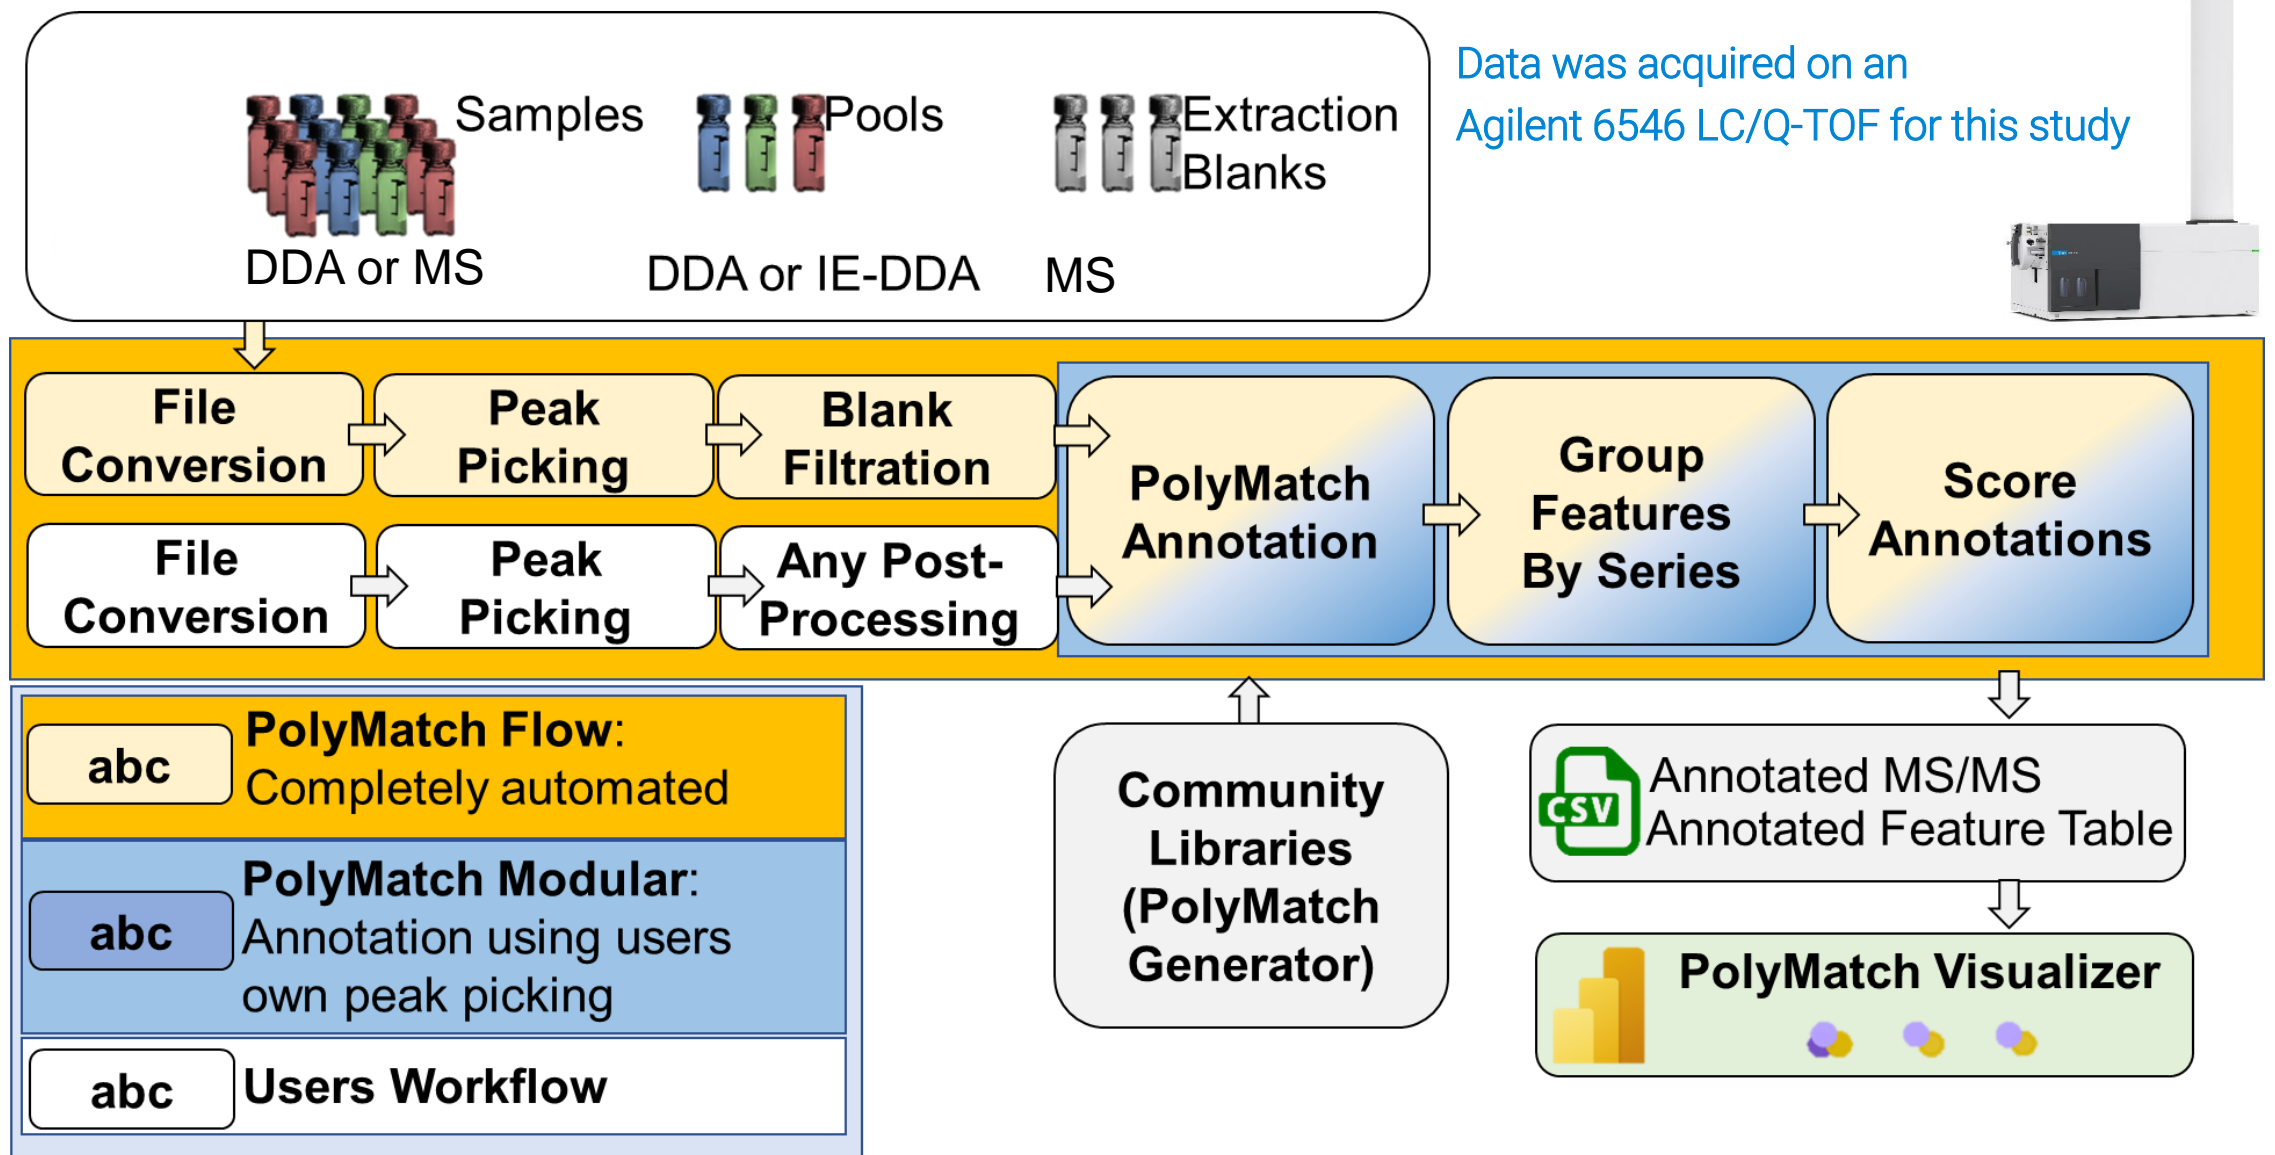 Samples
Pools
Extraction
Blanks
DDA or MS
DDA or IE-DDA
MS
Data was acquired on an
Agilent 6546 LC/Q-TOF for this study
File
Conversion
Peak
Picking
Blank
Filtration
File
Conversion
Peak
Picking
Any Post-
Processing
PolyMatch
Annotation
Group
Features
By Series
Score
Annotations
abc
PolyMatch Flow:
Completely automated
abc
PolyMatch Modular:
Annotation using users
own peak picking
abc
Users Workflow
Community
Libraries
(PolyMatch
Generator)
CSV
Annotated MS/MS
Annotated Feature Table
PolyMatch Visualizer